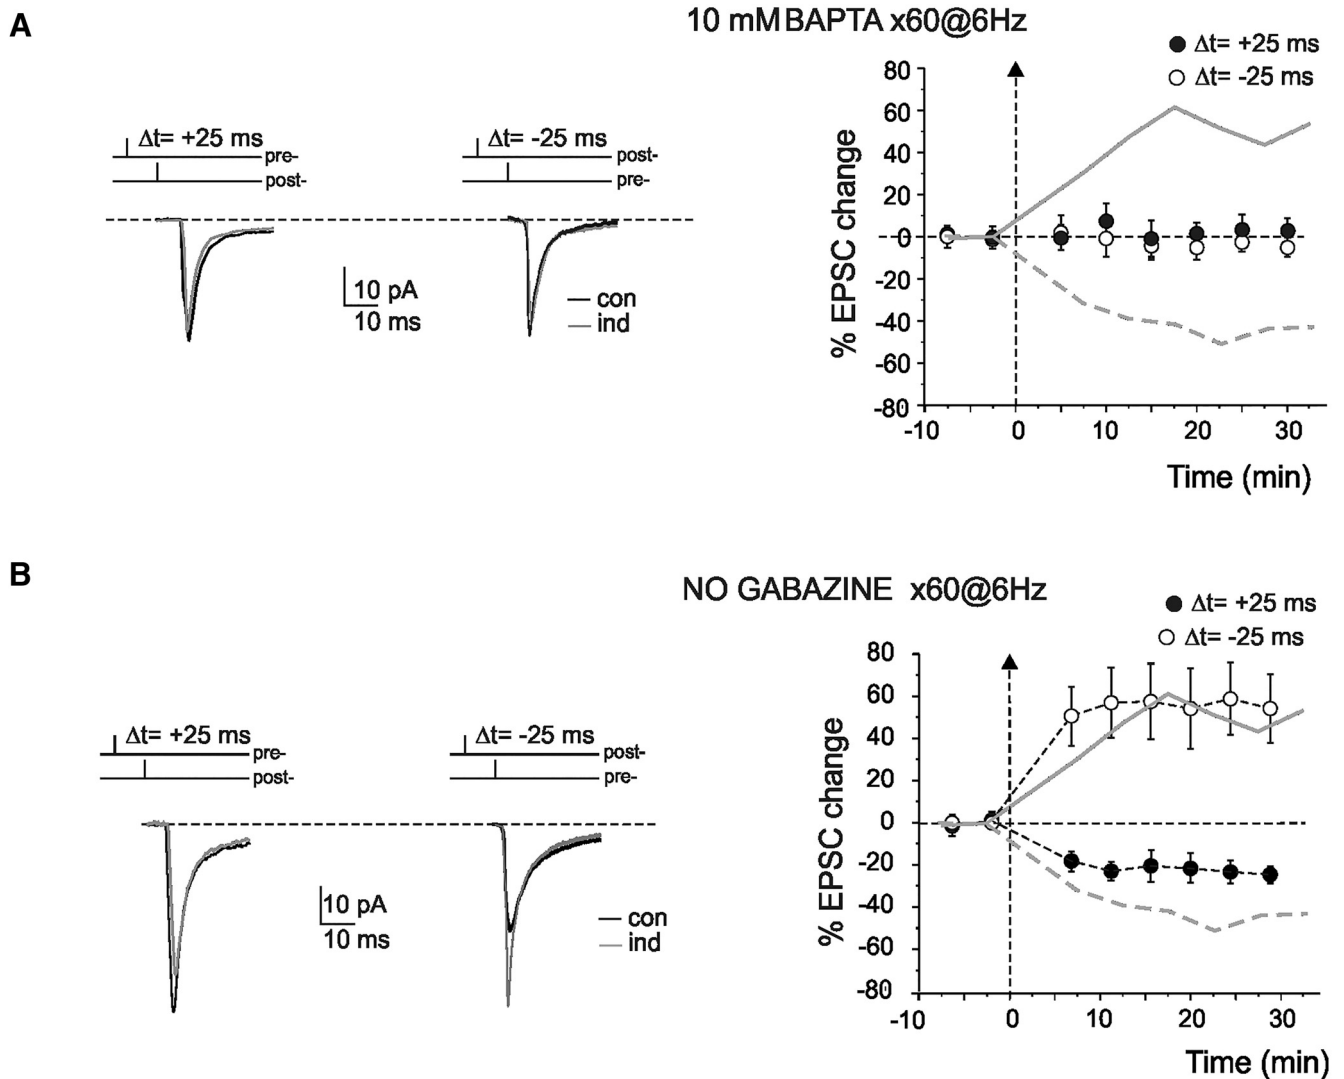 A
10 mM BAPTA x60@6Hz
Δt= +25 ms
Δt= -25 ms
Δt= +25 ms
pre-
post-
Δt= -25 ms
post-
pre-
10 pA
10 ms
con
ind
% EPSC change
80
60
40
20
0
-20
-40
-60
-80
-10 0 10 20 30
Time (min)
B
NO GABAZINE x60@6Hz
Δt= +25 ms
Δt= -25 ms
Δt= +25 ms
pre-
post-
Δt= -25 ms
post-
pre-
10 pA
10 ms
con
ind
% EPSC change
80
60
40
20
0
-20
-40
-60
-80
-10 0 10 20 30
Time (min)